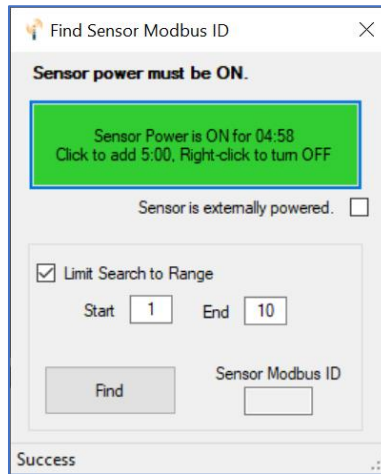 Find Sensor Modbus ID
Sensor power must be ON.
Sensor Power is ON for 04:58
Click to add 5:00, Right-click to turn OFF
Sensor is externally powered.
Limit Search to Range
Start 1 End 10
Sensor Modbus ID
Find
Success